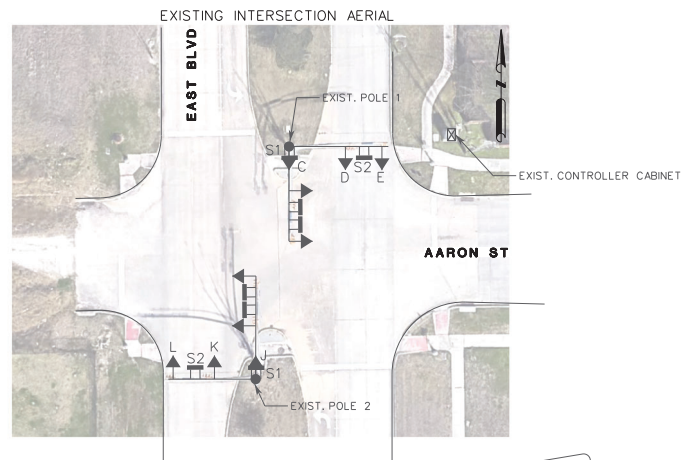 EXISTING INTERSECTION AERIAL
EAST BLVD
N
EXIST. POLE 1
S1
C
D
S2
E
EXIST. CONTROLLER CABINET
AARON ST
L
S2
K
J
S1
EXIST. POLE 2